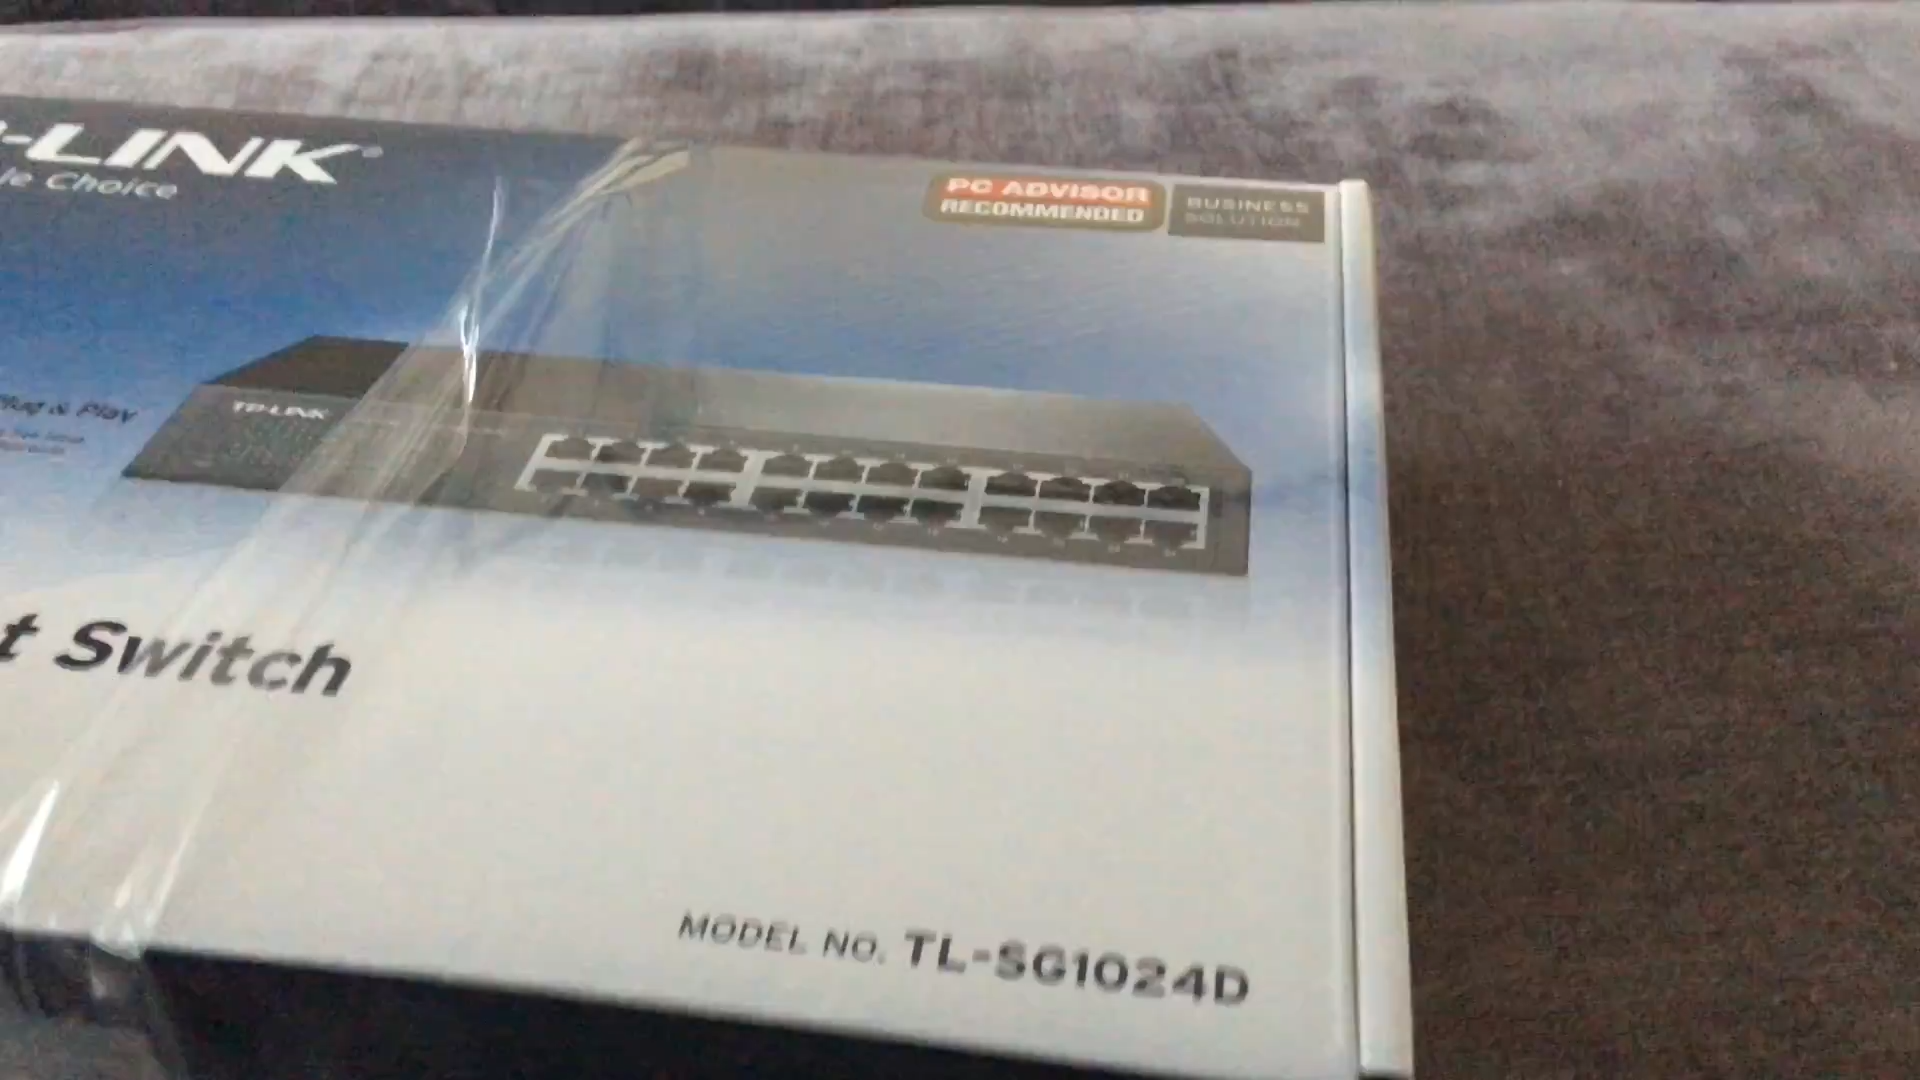 -LINK®
le Choice
PC ADVISOR
RECOMMENDED
BUSINESS
SOLUTION
Plug & Play
TP-LINK
t Switch
MODEL NO. TL-SG1024D